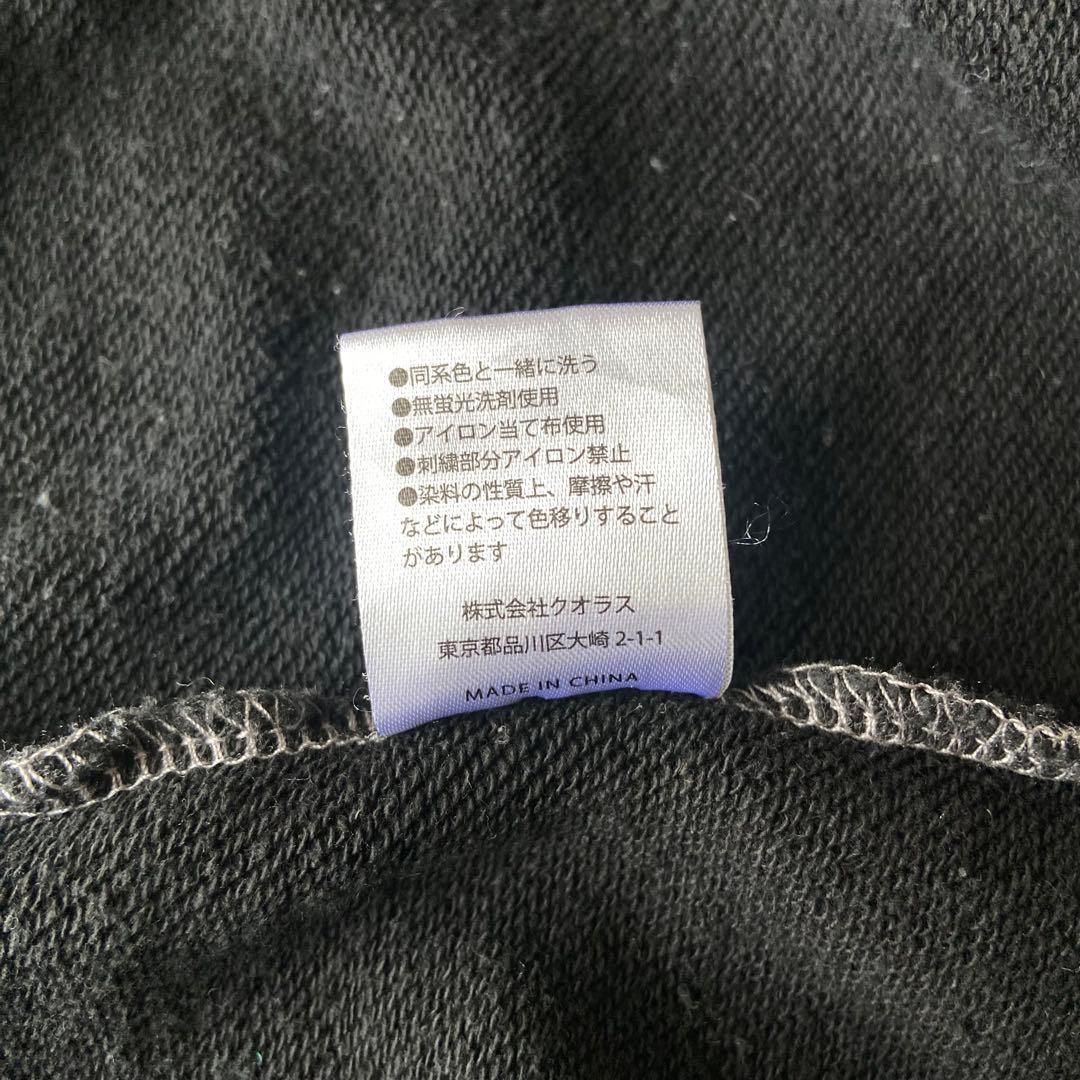 ●同系色と一緒に洗う
●無蛍光洗剤使用
●アイロン当て布使用
●刺繍部分アイロン禁止
●染料の性質上、摩擦や汗
などによって色移りすること
があります
株式会社クオラス
東京都品川区大崎 2-1-1
MADE IN CHINA